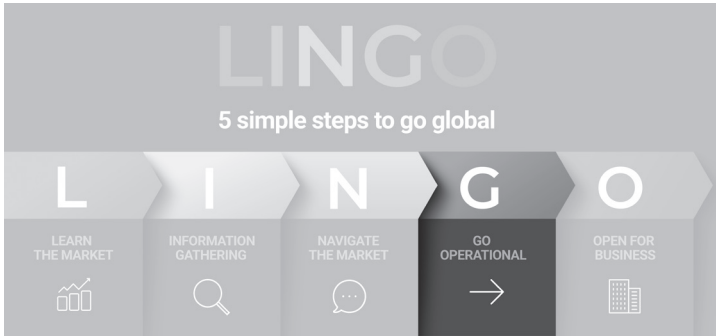 LINGO
5 simple steps to go global
L I N G O
LEARN
THE MARKET
INFORMATION
GATHERING
NAVIGATE
THE MARKET
GO
OPERATIONAL
OPEN FOR
BUSINESS